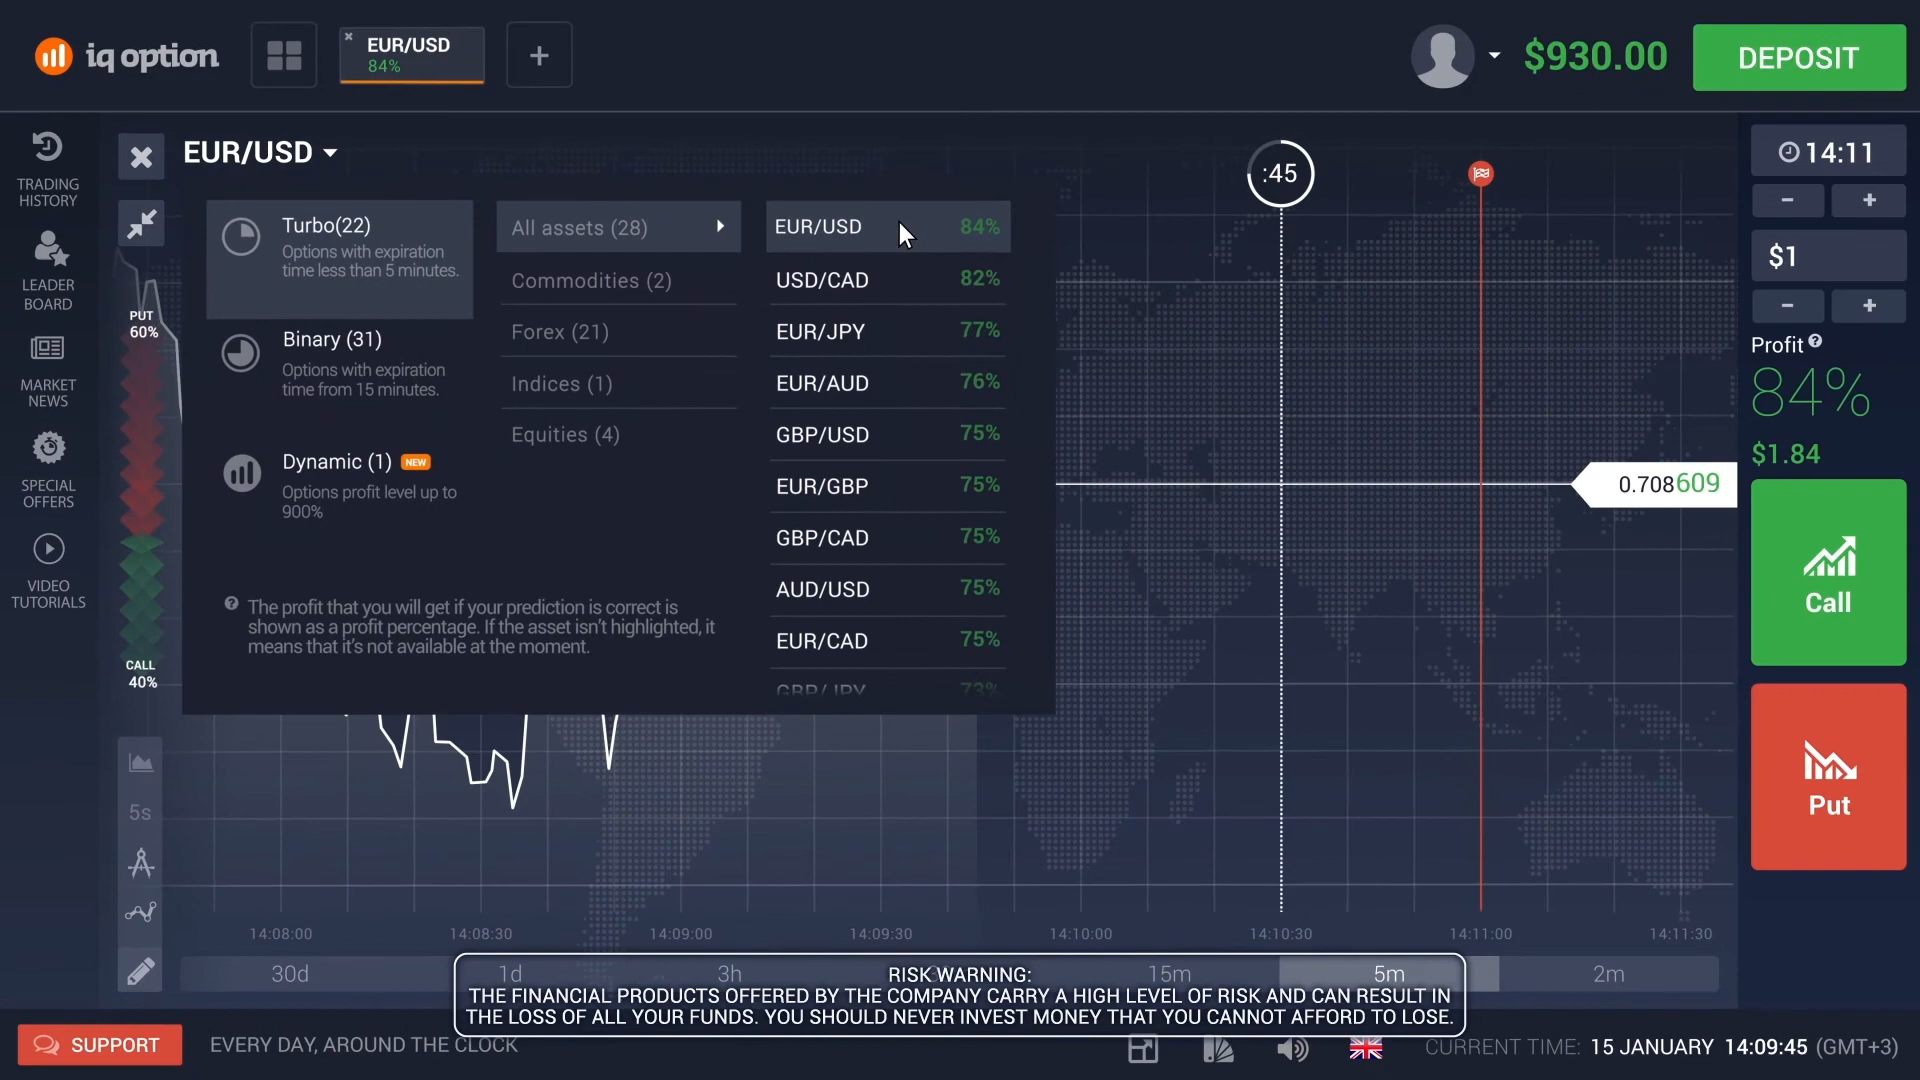 iq option
EUR/USD
84%
$930.00
DEPOSIT
TRADING
HISTORY
LEADER
BOARD
MARKET
NEWS
SPECIAL
OFFERS
VIDEO
TUTORIALS
EUR/USD
PUT
60%
CALL
40%
5s
Turbo(22)
Options with expiration
time less than 5 minutes.
Binary (31)
Options with expiration
time from 15 minutes.
Dynamic (1) NEW
Options profit level up to
900%
All assets (28)
Commodities (2)
Forex (21)
Indices (1)
Equities (4)
EUR/USD 84%
USD/CAD 82%
EUR/JPY 77%
EUR/AUD 76%
GBP/USD 75%
EUR/GBP 75%
GBP/CAD 75%
AUD/USD 75%
EUR/CAD 75%
GBP/JPY 73%
The profit that you will get if your prediction is correct is
shown as a profit percentage. If the asset isn't highlighted, it
means that it's not available at the moment.
:45
0.708609
14:11
$1
Profit
84%
$1.84
Call
Put
14:08:00 14:08:30 14:09:00 14:09:30 14:10:00 14:10:30 14:11:00 14:11:30
30d 1d 3h 15m 5m 2m
RISK WARNING:
THE FINANCIAL PRODUCTS OFFERED BY THE COMPANY CARRY A HIGH LEVEL OF RISK AND CAN RESULT IN
THE LOSS OF ALL YOUR FUNDS. YOU SHOULD NEVER INVEST MONEY THAT YOU CANNOT AFFORD TO LOSE.
SUPPORT
EVERY DAY, AROUND THE CLOCK
CURRENT TIME: 15 JANUARY 14:09:45 (GMT+3)